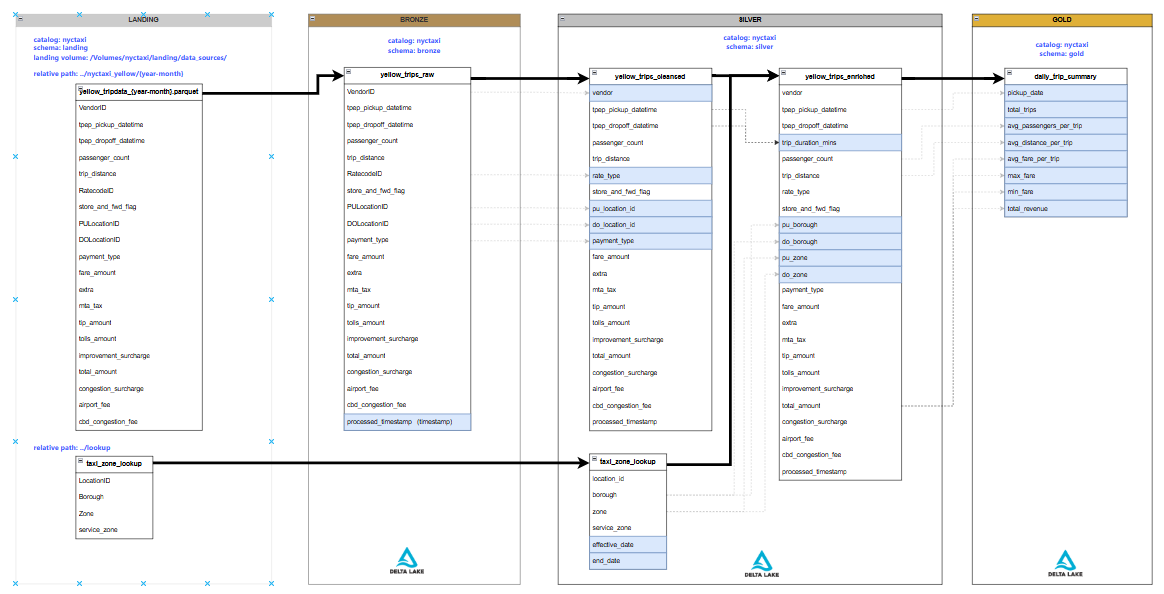 LANDING
catalog: nyctaxi
schema: landing
landing volume: /Volumes/nyctaxi/landing/data_sources/
relative path: ../nyctaxi_yellow/{year-month}
yellow_tripdata_{year-month}.parquet
VendorID
tpep_pickup_datetime
tpep_dropoff_datetime
passenger_count
trip_distance
RatecodeID
store_and_fwd_flag
PULocationID
DOLocationID
payment_type
fare_amount
extra
mta_tax
tip_amount
tolls_amount
improvement_surcharge
total_amount
congestion_surcharge
airport_fee
cbd_congestion_fee
relative path: ../lookup
taxi_zone_lookup
LocationID
Borough
Zone
service_zone
BRONZE
catalog: nyctaxi
schema: bronze
yellow_trips_raw
VendorID
tpep_pickup_datetime
tpep_dropoff_datetime
passenger_count
trip_distance
RatecodeID
store_and_fwd_flag
PULocationID
DOLocationID
payment_type
fare_amount
extra
mta_tax
tip_amount
tolls_amount
improvement_surcharge
total_amount
congestion_surcharge
airport_fee
cbd_congestion_fee
processed_timestamp (timestamp)
DELTA LAKE
SILVER
catalog: nyctaxi
schema: silver
yellow_trips_cleansed
vendor
tpep_pickup_datetime
tpep_dropoff_datetime
passenger_count
trip_distance
rate_type
store_and_fwd_flag
pu_location_id
do_location_id
payment_type
fare_amount
extra
mta_tax
tip_amount
tolls_amount
improvement_surcharge
total_amount
congestion_surcharge
airport_fee
cbd_congestion_fee
processed_timestamp
taxi_zone_lookup
location_id
borough
zone
service_zone
effective_date
end_date
yellow_trips_enriched
vendor
tpep_pickup_datetime
tpep_dropoff_datetime
trip_duration_mins
passenger_count
trip_distance
rate_type
store_and_fwd_flag
pu_borough
do_borough
pu_zone
do_zone
payment_type
fare_amount
extra
mta_tax
tip_amount
tolls_amount
improvement_surcharge
total_amount
congestion_surcharge
airport_fee
cbd_congestion_fee
processed_timestamp
DELTA LAKE
GOLD
catalog: nyctaxi
schema: gold
daily_trip_summary
pickup_date
total_trips
avg_passengers_per_trip
avg_distance_per_trip
avg_fare_per_trip
max_fare
min_fare
total_revenue
DELTA LAKE